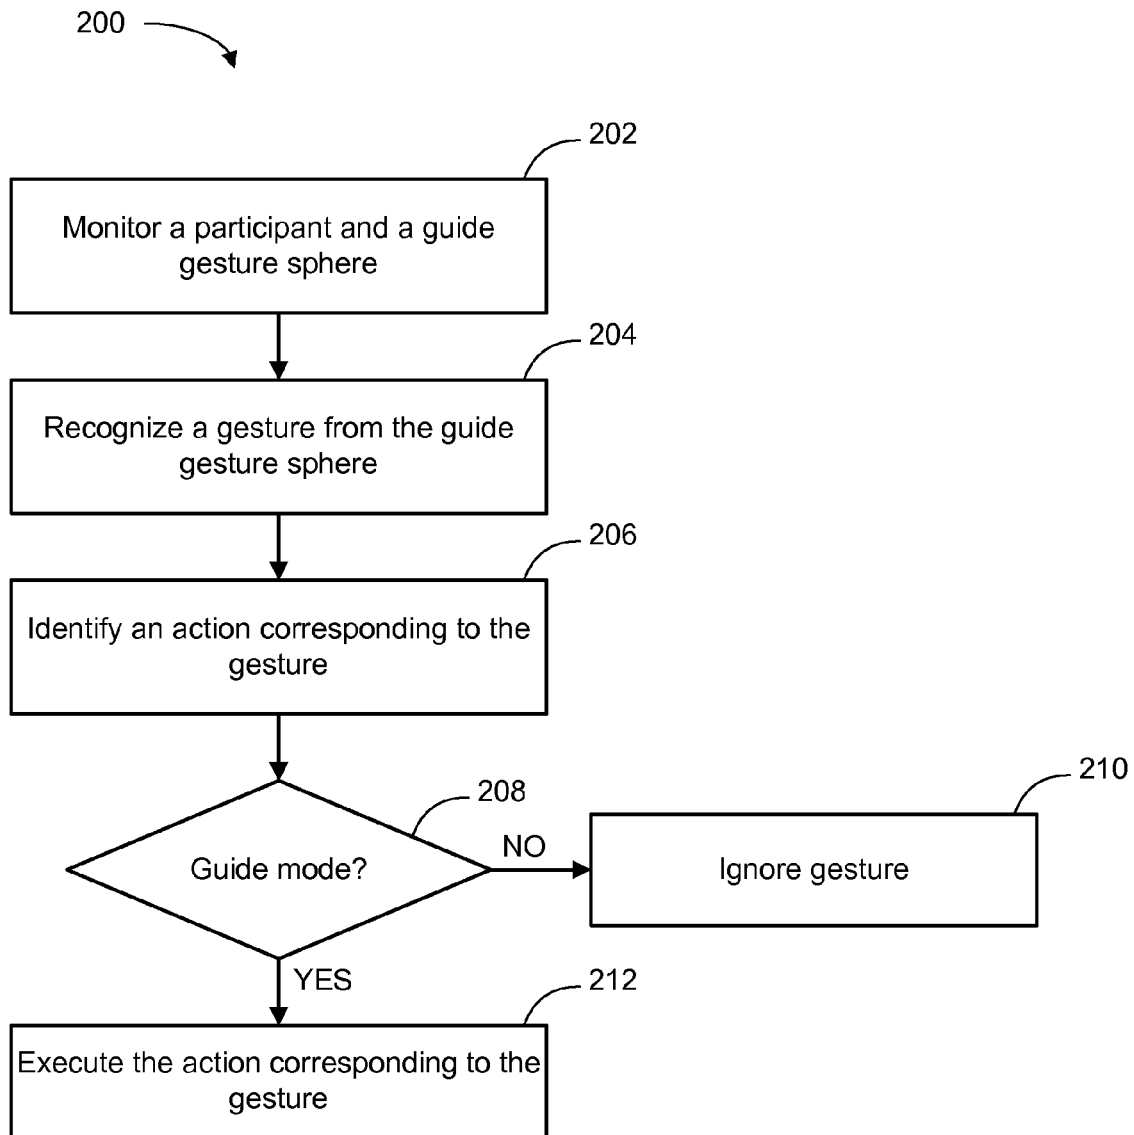 200
202
Monitor a participant and a guide
gesture sphere
204
Recognize a gesture from the guide
gesture sphere
206
Identify an action corresponding to the
gesture
208
Guide mode?
NO
210
Ignore gesture
YES
212
Execute the action corresponding to the
gesture